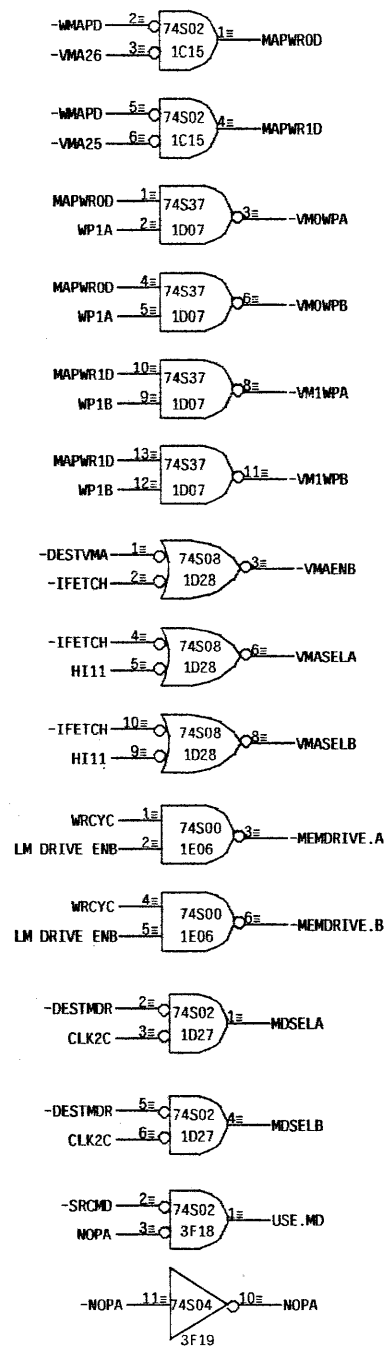 -WMAPD 2≡ 74S02 1≡ MAPWR0D
-VMA26 3≡ 1C15
-WMAPD 5≡ 74S02 4≡ MAPWR1D
-VMA25 6≡ 1C15
MAPWR0D 1≡ 74S37 3≡ -VM0WPA
WP1A 2≡ 1D07
MAPWR0D 4≡ 74S37 6≡ -VM0WPB
WP1A 5≡ 1D07
MAPWR1D 10≡ 74S37 8≡ -VM1WPA
WP1B 9≡ 1D07
MAPWR1D 13≡ 74S37 11≡ -VM1WPB
WP1B 12≡ 1D07
-DESTVMA 1≡ 74S08 3≡ -VMAENB
-IFETCH 2≡ 1D28
-IFETCH 4≡ 74S08 6≡ VMASELA
HI11 5≡ 1D28
-IFETCH 10≡ 74S08 8≡ VMASELB
HI11 9≡ 1D28
WRCYC 1≡ 74S00 3≡ -MEMDRIVE.A
LM DRIVE ENB 2≡ 1E06
WRCYC 4≡ 74S00 6≡ -MEMDRIVE.B
LM DRIVE ENB 5≡ 1E06
-DESTMDR 2≡ 74S02 1≡ MDSELA
CLK2C 3≡ 1D27
-DESTMDR 5≡ 74S02 4≡ MDSELB
CLK2C 6≡ 1D27
-SRCMD 2≡ 74S02 1≡ USE.MD
NOPA 3≡ 3F18
-NOPA 11≡ 74S04 10≡ NOPA
3F19